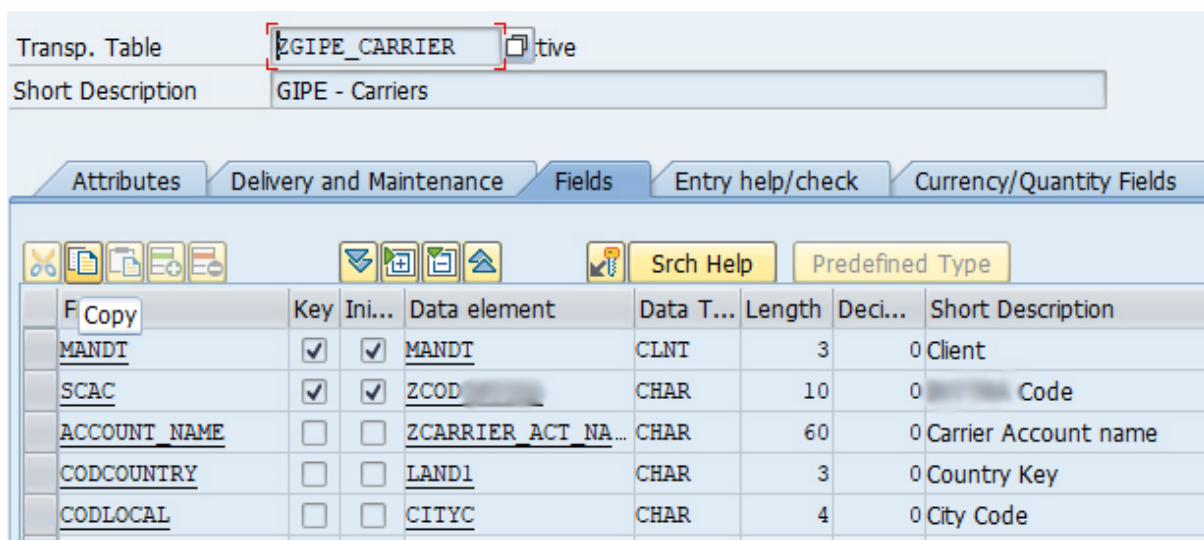 Transp. Table ZGIPE_CARRIER tive
Short Description GIPE - Carriers
Attributes Delivery and Maintenance Fields Entry help/check Currency/Quantity Fields
Srch Help Predefined Type
F Copy Key Ini... Data element Data T... Length Deci... Short Description
MANDT MANDT CLNT 3 0 Client
SCAC ZCOD CHAR 10 0 Code
ACCOUNT_NAME ZCARRIER_ACT_NA... CHAR 60 0 Carrier Account name
CODCOUNTRY LAND1 CHAR 3 0 Country Key
CODLOCAL CITYC CHAR 4 0 City Code